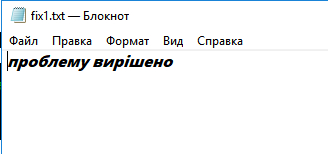 fix1.txt — Блокнот
Файл Правка Формат Вид Справка
проблему вирішено